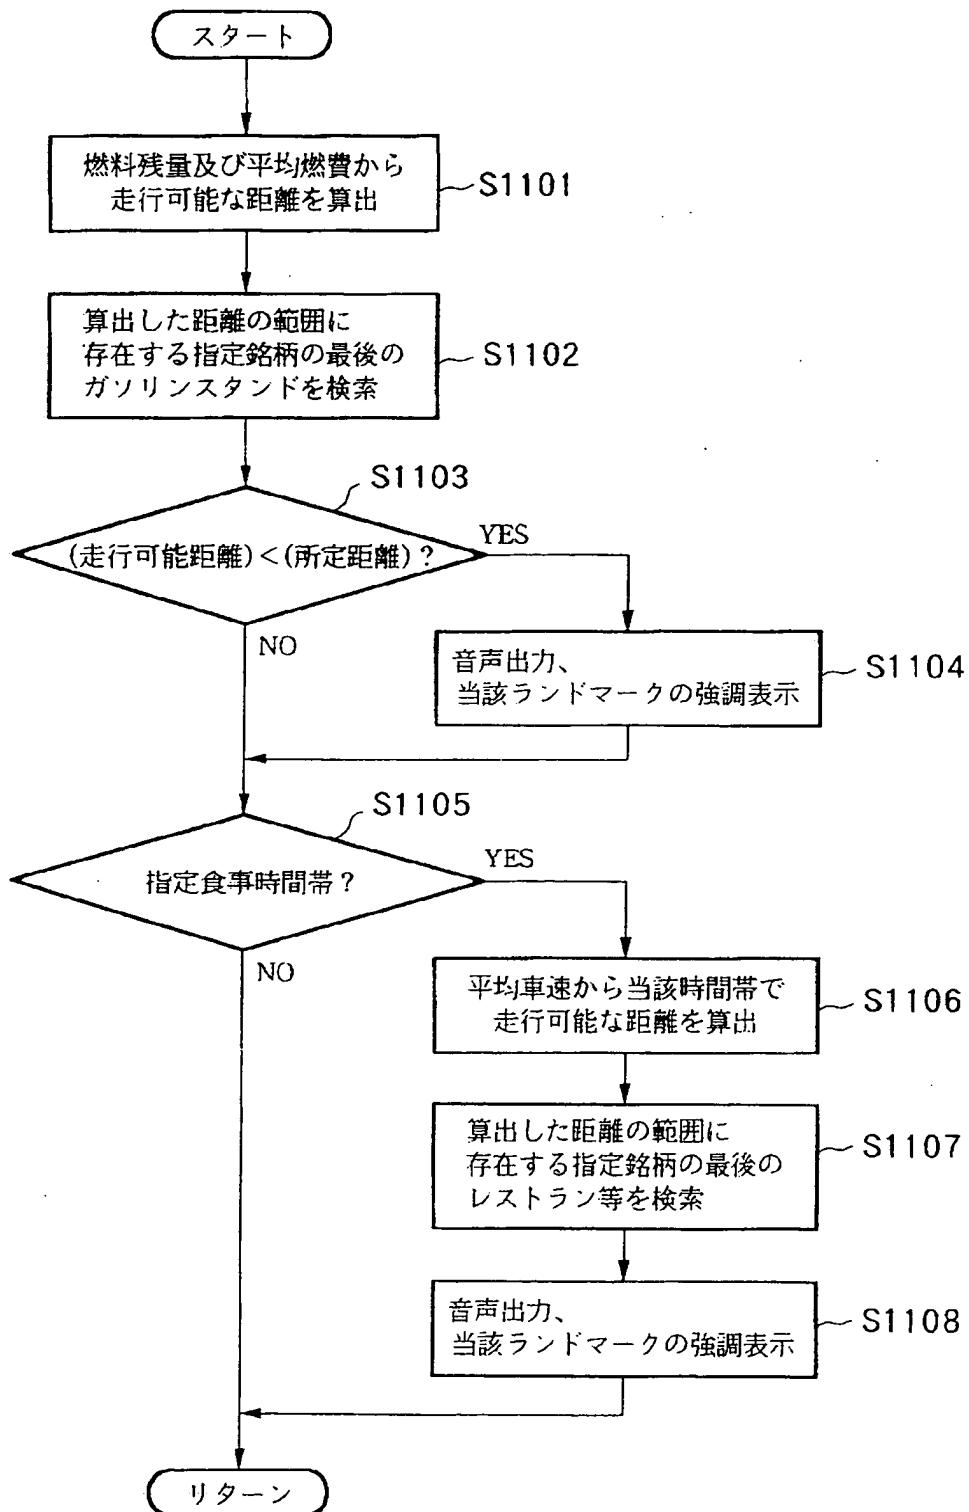 スタート
燃料残量及び平均燃費から
走行可能な距離を算出
S1101
算出した距離の範囲に
存在する指定銘柄の最後の
ガソリンスタンドを検索
S1102
S1103
(走行可能距離)<(所定距離)?
YES
NO
音声出力、
当該ランドマークの強調表示
S1104
S1105
指定食事時間帯?
YES
NO
平均車速から当該時間帯で
走行可能な距離を算出
S1106
算出した距離の範囲に
存在する指定銘柄の最後の
レストラン等を検索
S1107
音声出力、
当該ランドマークの強調表示
S1108
リターン